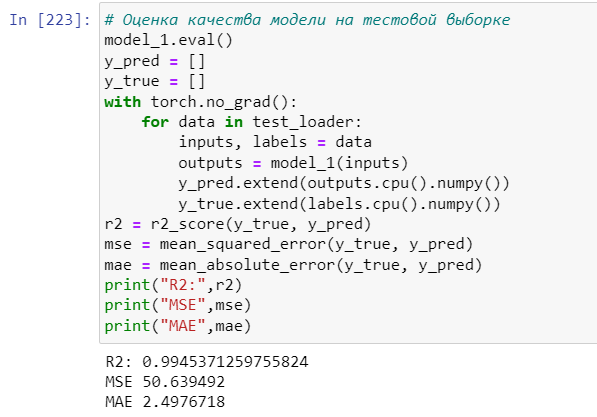 In [223]: # Оценка качества модели на тестовой выборке
model_1.eval()
y_pred = []
y_true = []
with torch.no_grad():
    for data in test_loader:
        inputs, labels = data
        outputs = model_1(inputs)
        y_pred.extend(outputs.cpu().numpy())
        y_true.extend(labels.cpu().numpy())
r2 = r2_score(y_true, y_pred)
mse = mean_squared_error(y_true, y_pred)
mae = mean_absolute_error(y_true, y_pred)
print("R2:",r2)
print("MSE",mse)
print("MAE",mae)
R2: 0.9945371259755824
MSE 50.639492
MAE 2.4976718